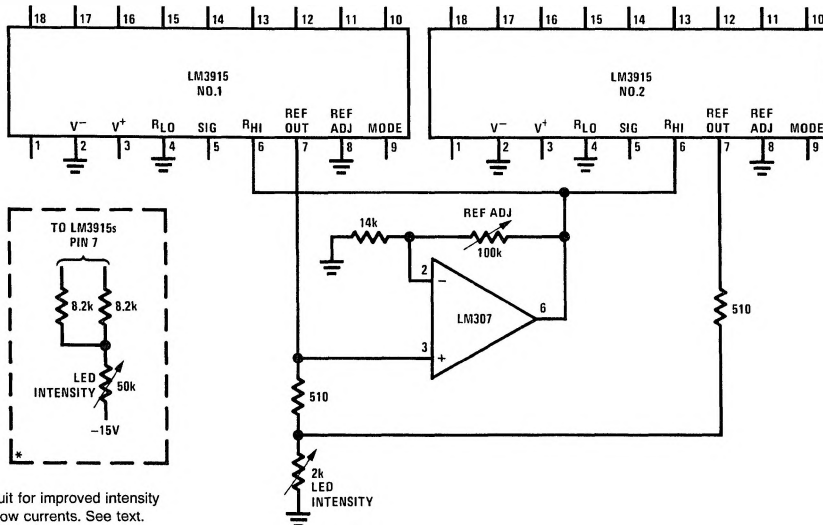 18 17 16 15 14 13 12 11 10
LM3915
NO.1
V− V+ RLO SIG RHI REF OUT REF ADJ MODE
1 2 3 4 5 6 7 8 9
18 17 16 15 14 13 12 11 10
LM3915
NO.2
V− V+ RLO SIG RHI REF OUT REF ADJ MODE
1 2 3 4 5 6 7 8 9
TO LM3915s
PIN 7
8.2k 8.2k
LED
INTENSITY
50k
−15V
*
14k
REF ADJ
100k
2
−
LM307
6
3
+
510
510
2k
LED
INTENSITY
uit for improved intensity
ow currents. See text.